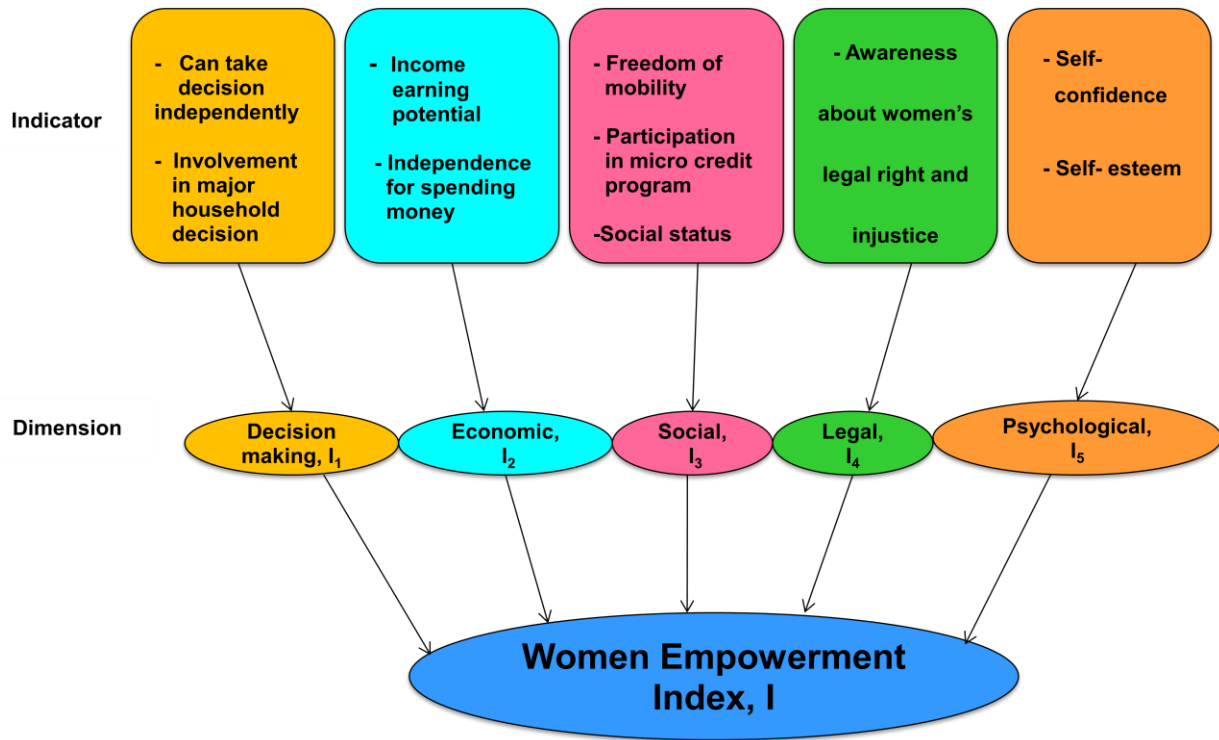 Indicator
- Can take
decision
independently
- Involvement
in major
household
decision
- Income
earning
potential
- Independence
for spending
money
- Freedom of
mobility
- Participation
in micro credit
program
-Social status
- Awareness
about women’s
legal right and
injustice
- Self-
confidence
- Self- esteem
Dimension
Decision
making, I₁
Economic,
I₂
Social,
I₃
Legal,
I₄
Psychological,
I₅
Women Empowerment
Index, I